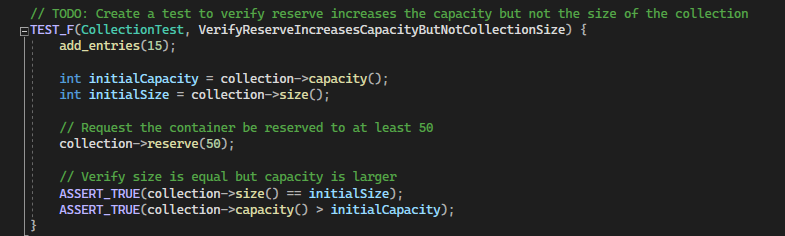 // TODO: Create a test to verify reserve increases the capacity but not the size of the collection
TEST_F(CollectionTest, VerifyReserveIncreasesCapacityButNotCollectionSize) {
    add_entries(15);

    int initialCapacity = collection->capacity();
    int initialSize = collection->size();

    // Request the container be reserved to at least 50
    collection->reserve(50);

    // Verify size is equal but capacity is larger
    ASSERT_TRUE(collection->size() == initialSize);
    ASSERT_TRUE(collection->capacity() > initialCapacity);
}